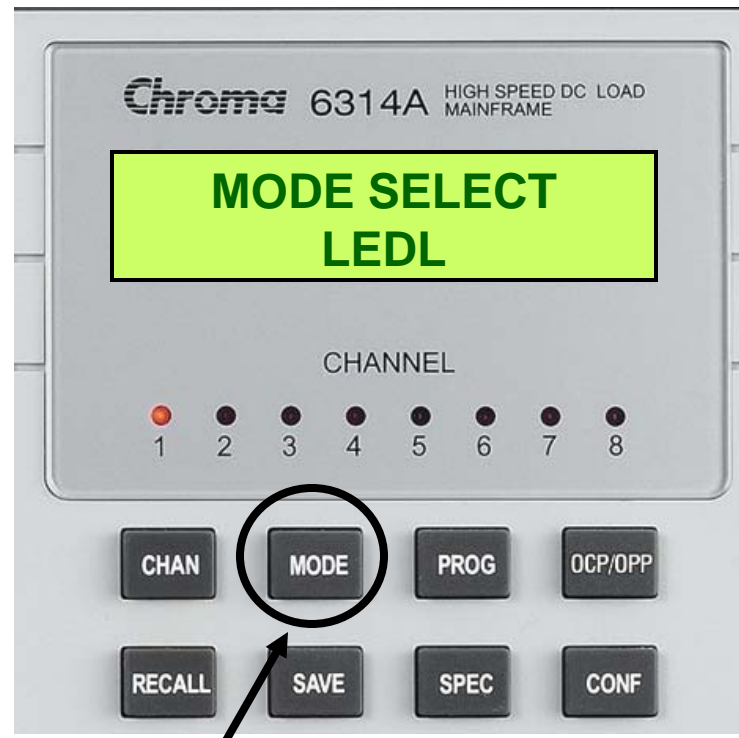 Chroma 6314A HIGH SPEED DC LOAD
MAINFRAME
MODE SELECT
LEDL
CHANNEL
1 2 3 4 5 6 7 8
CHAN MODE PROG OCP/OPP
RECALL SAVE SPEC CONF